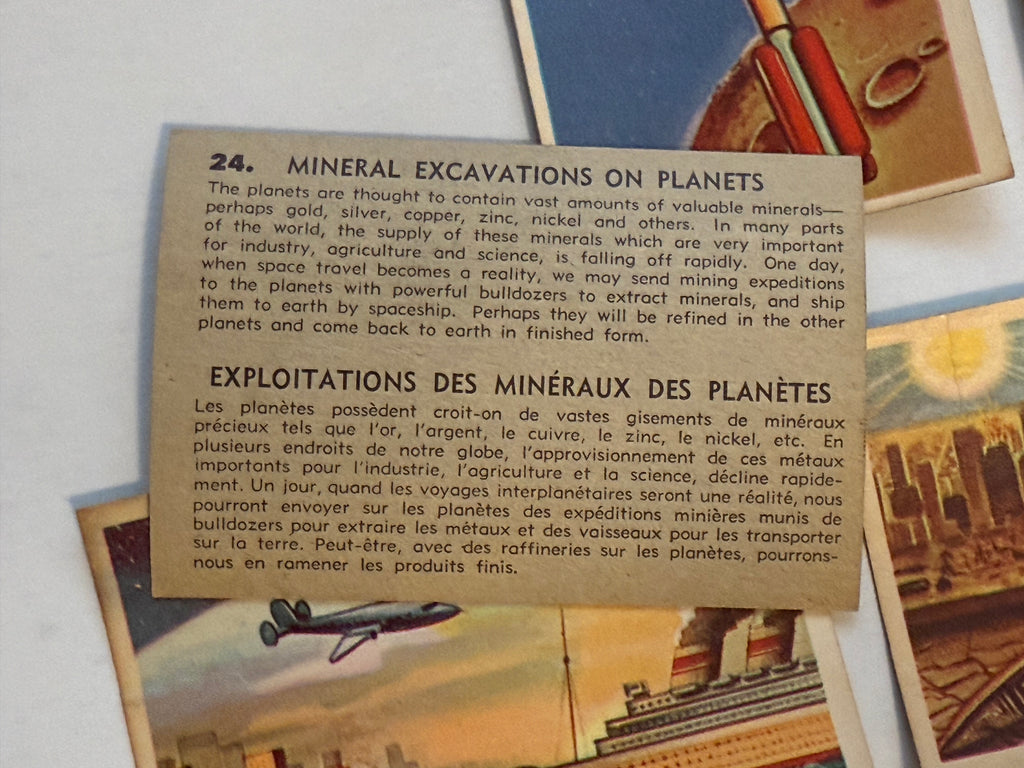 24. MINERAL EXCAVATIONS ON PLANETS
The planets are thought to contain vast amounts of valuable minerals—
perhaps gold, silver, copper, zinc, nickel and others. In many parts
of the world, the supply of these minerals which are very important
for industry, agriculture and science, is falling off rapidly. One day,
when space travel becomes a reality, we may send mining expeditions
to the planets with powerful bulldozers to extract minerals, and ship
them to earth by spaceship. Perhaps they will be refined in the other
planets and come back to earth in finished form.
EXPLOITATIONS DES MINÉRAUX DES PLANÈTES
Les planètes possèdent croit-on de vastes gisements de minéraux
précieux tels que l'or, l'argent, le cuivre, le zinc, le nickel, etc. En
plusieurs endroits de notre globe, l'approvisionnement de ces métaux
importants pour l'industrie, l'agriculture et la science, décline rapide-
ment. Un jour, quand les voyages interplanétaires seront une réalité, nous
pourront envoyer sur les planètes des expéditions minières munis de
bulldozers pour extraire les métaux et des vaisseaux pour les transporter
sur la terre. Peut-être, avec des raffineries sur les planètes, pourrons-
nous en ramener les produits finis.